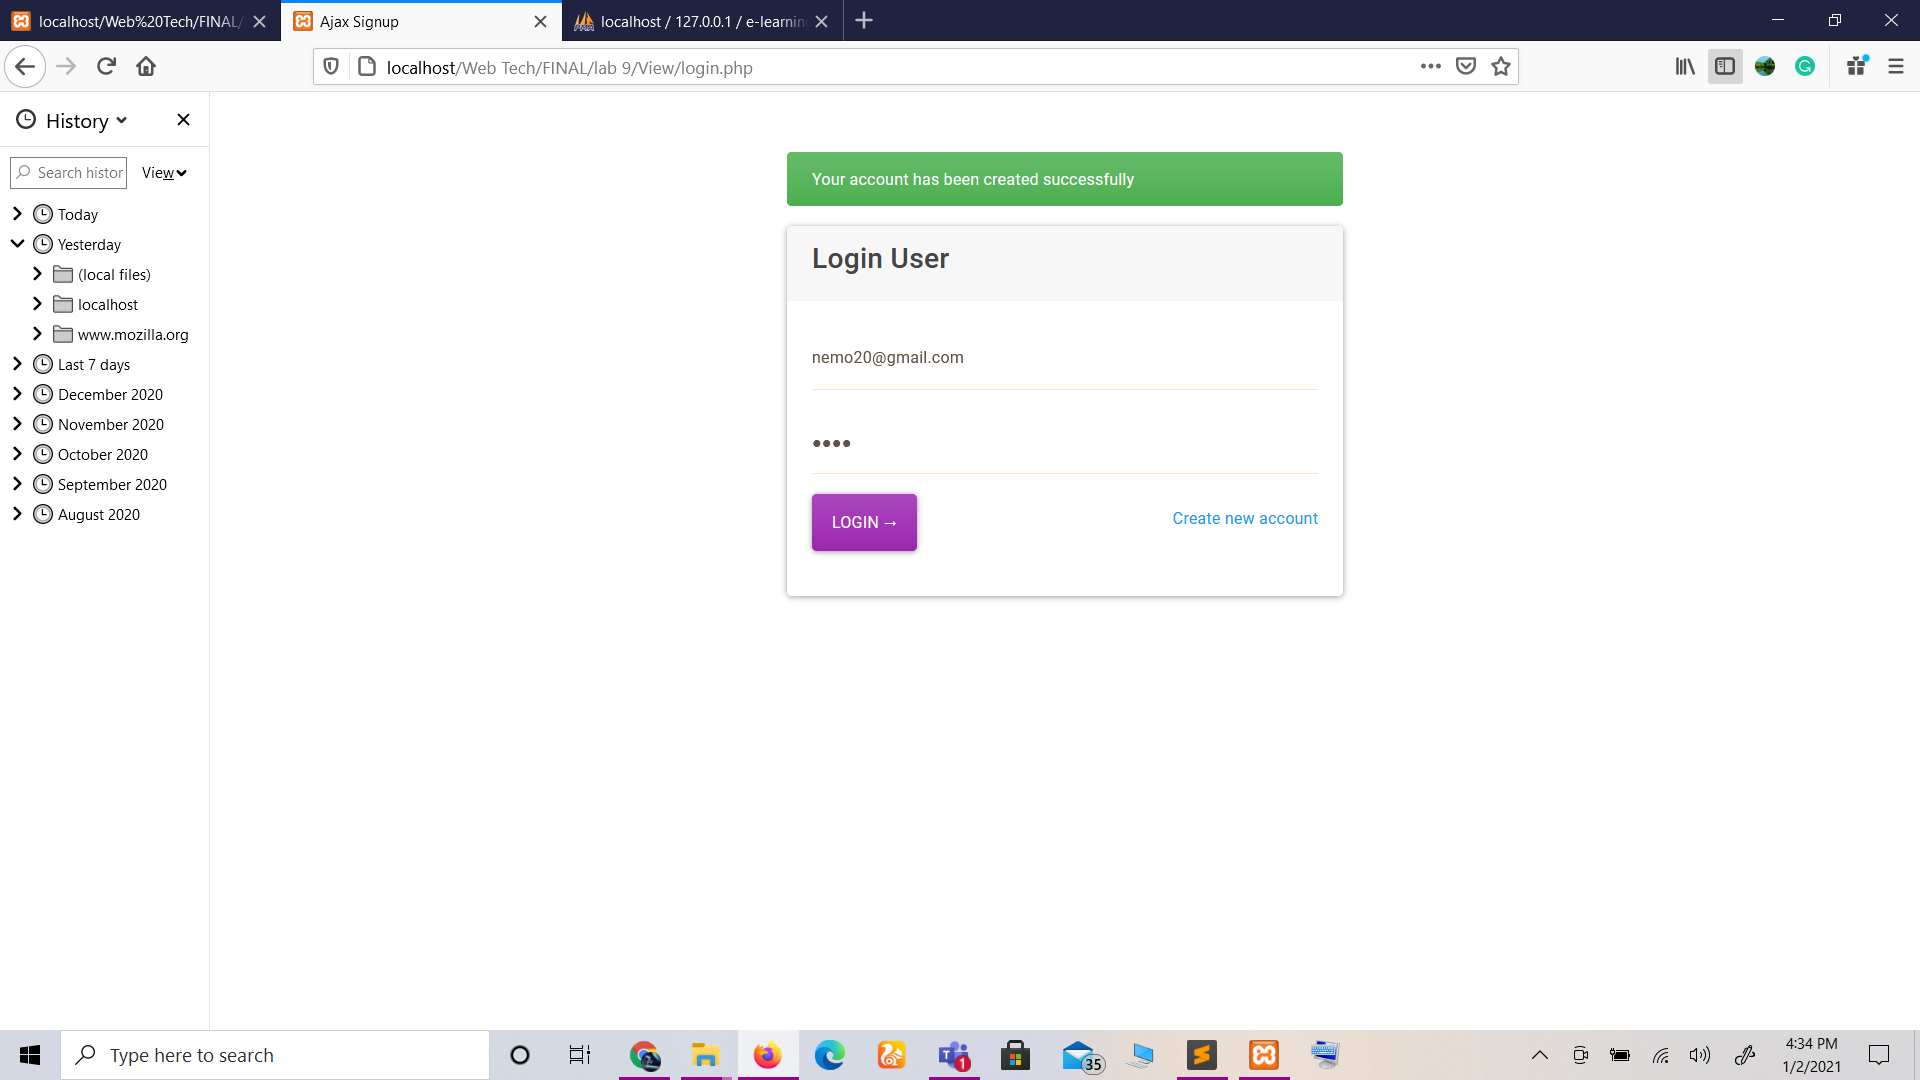 localhost/Web%20Tech/FINAL/
Ajax Signup
localhost / 127.0.0.1 / e-learnin
localhost/Web Tech/FINAL/lab 9/View/login.php
History
Search histor
View
Today
Yesterday
(local files)
localhost
www.mozilla.org
Last 7 days
December 2020
November 2020
October 2020
September 2020
August 2020
Your account has been created successfully
Login User
nemo20@gmail.com
••••
LOGIN →
Create new account
Type here to search
1
35
4:34 PM
1/2/2021